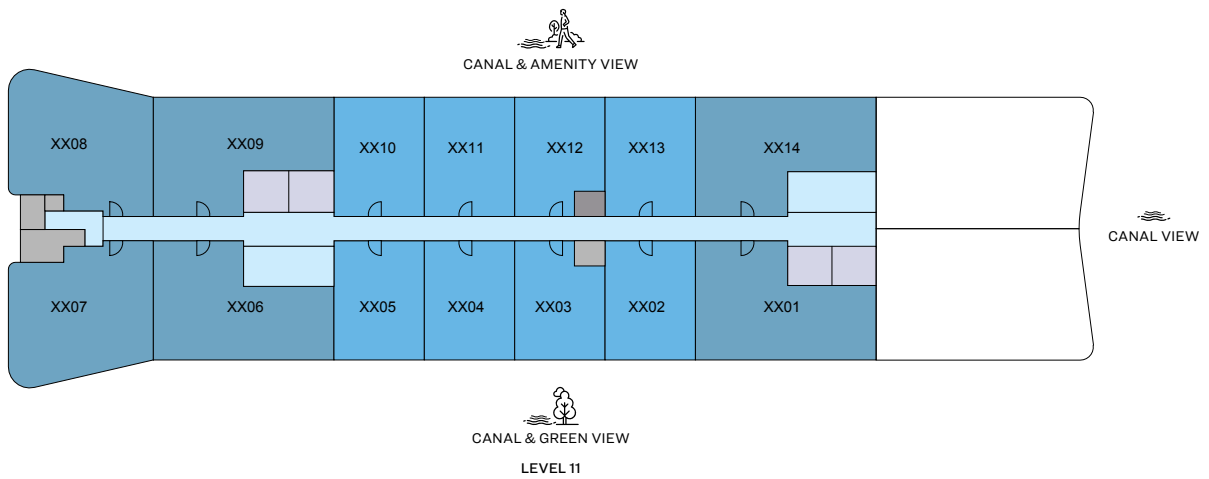 CANAL & AMENITY VIEW
XX08
XX09
XX10
XX11
XX12
XX13
XX14
CANAL VIEW
XX07
XX06
XX05
XX04
XX03
XX02
XX01
CANAL & GREEN VIEW
LEVEL 11